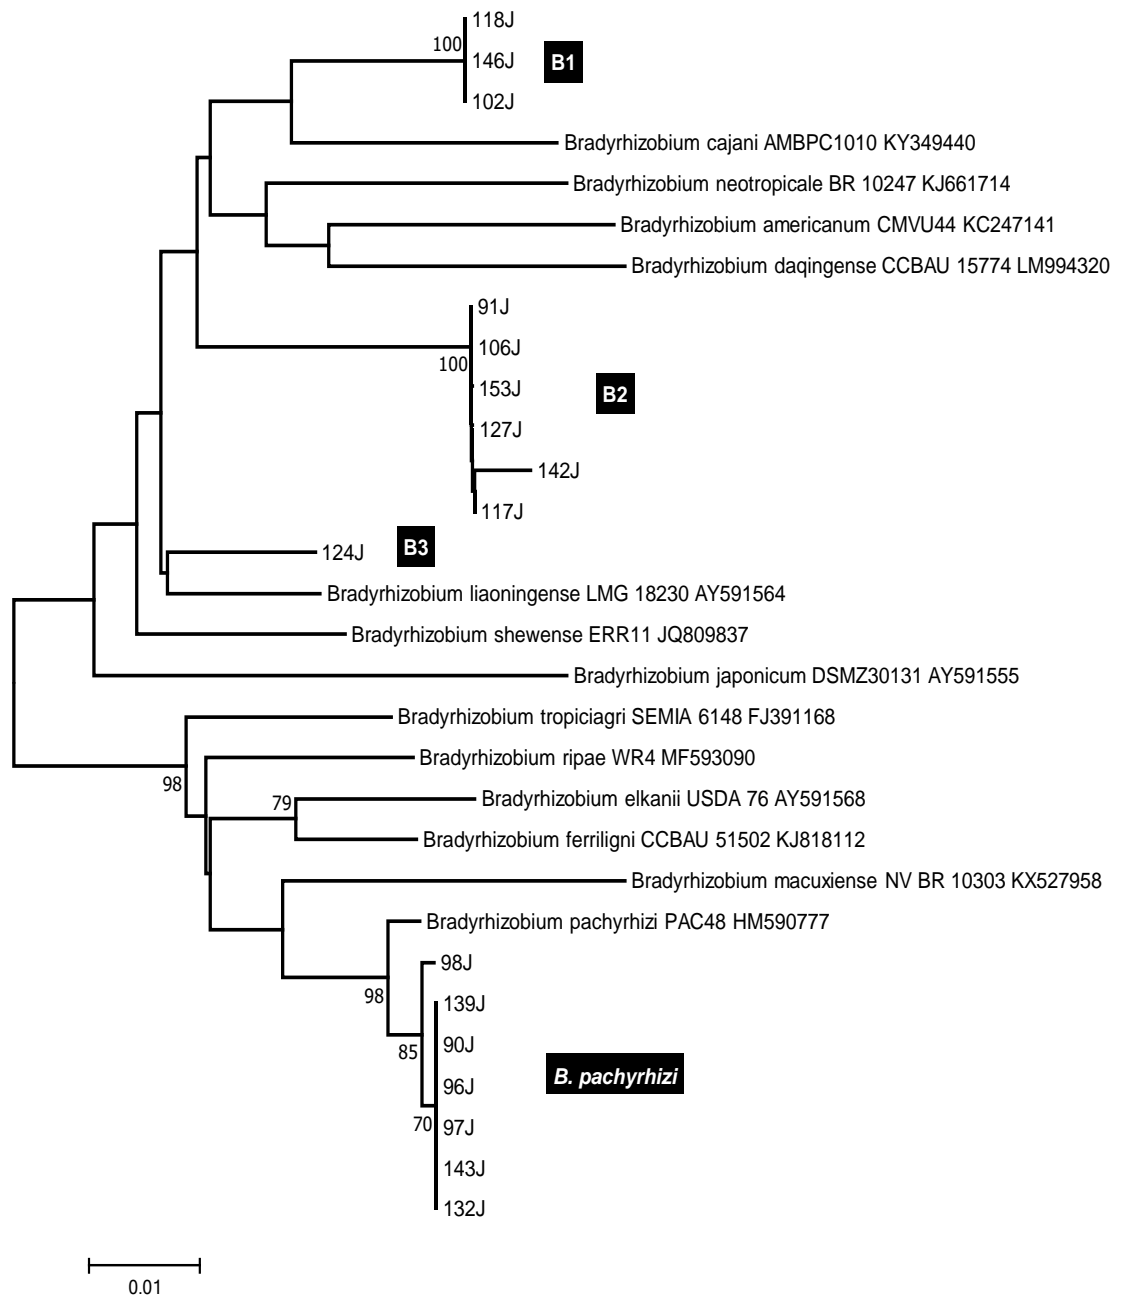 118J
100
146J
B1
102J
Bradyrhizobium cajani AMBPC1010 KY349440
Bradyrhizobium neotropicale BR 10247 KJ661714
Bradyrhizobium americanum CMVU44 KC247141
Bradyrhizobium daqingense CCBAU 15774 LM994320
91J
106J
100
153J
B2
127J
142J
117J
124J
B3
Bradyrhizobium liaoningense LMG 18230 AY591564
Bradyrhizobium shewense ERR11 JQ809837
Bradyrhizobium japonicum DSMZ30131 AY591555
Bradyrhizobium tropiciagri SEMIA 6148 FJ391168
Bradyrhizobium ripae WR4 MF593090
98
79
Bradyrhizobium elkanii USDA 76 AY591568
Bradyrhizobium ferriligni CCBAU 51502 KJ818112
Bradyrhizobium macuxiense NV BR 10303 KX527958
Bradyrhizobium pachyrhizi PAC48 HM590777
98J
98
139J
90J
85
B. pachyrhizi
96J
70
97J
143J
132J
0.01